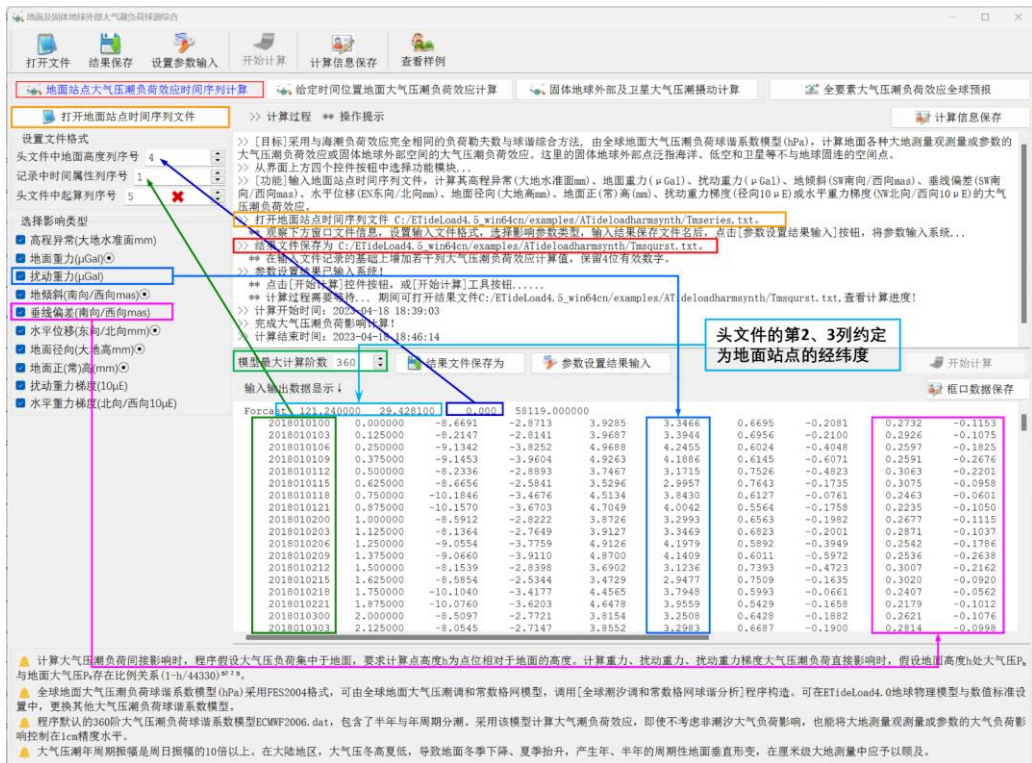 地面及固体地球外部大气潮负荷球谐综合
打开文件 结果保存 设置参数输入 开始计算 计算信息保存 查看样例
地面站点大气压潮负荷效应时间序列计算 给定时间位置地面大气压潮负荷效应计算 固体地球外部及卫星大气压潮摄动计算 全要素大气压潮负荷效应全球预报
打开地面站点时间序列文件 >> 计算过程 ** 操作提示 计算信息保存
设置文件格式
头文件中地面高度列序号 4
记录中时间属性列序号 1
头文件中起算列序号 5
选择影响类型
高程异常(大地水准面mm)
地面重力(μGal)⊙
扰动重力(μGal)
地倾斜(南向/西向mas)⊙
垂线偏差(南向/西向mas)
水平位移(东向/北向mm)⊙
地面径向(大地高mm)⊙
地面正(常)高(mm)⊙
扰动重力梯度(10μE)
水平重力梯度(北向/西向10μE)
>> [目标]采用与海潮负荷效应完全相同的负荷勒夫数与球谐综合方法, 由全球地面大气压潮负荷球谐系数模型(hPa), 计算地面各种大地测量观测量或参数的
大气压潮负荷效应或固体地球外部空间的大气压潮负荷效应。这里的固体地球外部点泛指海洋、低空和卫星等不与地球固连的空间点。
>> 从界面上方四个控件按钮中选择功能模块...
>> [功能]输入地面站点时间序列文件, 计算其高程异常(大地水准面mm)、地面重力(μGal)、扰动重力(μGal)、地倾斜(SW南向/西向mas)、垂线偏差(SW南
向/西向mas)、水平位移(EN东向/北向mm)、地面径向(大地高mm)、地面正(常)高(mm)、扰动重力梯度(径向10μE)或水平重力梯度(NW北向/西向10μE)的大气
压潮负荷效应。
>> 打开地面站点时间序列文件 C:/ETideLoad4.5_win64cn/examples/ATideloadharmsynth/Tmseries.txt.
** 观察下方窗口文件信息, 设置输入文件格式, 选择影响参数类型, 输入结果保存文件名后, 点击[参数设置结果输入]按钮, 将参数输入系统...
>> 结果文件保存为 C:/ETideLoad4.5_win64cn/examples/ATideloadharmsynth/Tmsqurst.txt.
** 在输入文件记录的基础上增加若干列大气压潮负荷效应计算值, 保留4位有效数字。
>> 参数设置结果已输入系统!
** 点击[开始计算]控件按钮, 或[开始计算]工具按钮......
** 计算过程需要等待... 期间可打开结果文件C:/ETideLoad4.5_win64cn/examples/ATideloadharmsynth/Tmsqurst.txt,查看计算进度!
>> 计算开始时间: 2023-04-18 18:39:03
>> 完成大气压潮负荷影响计算!
>> 计算结束时间: 2023-04-18 18:46:14
头文件的第2、3列约定
为地面站点的经纬度
模型最大计算阶数 360 结果文件保存为 参数设置结果输入 开始计算
输入输出数据显示↓ 框口数据保存
Forcast 121.240000 29.428100 0.000 58119.000000
2018010100 0.000000 -8.6691 -2.8713 3.9285 3.3466 0.6695 -0.2081 0.2732 -0.1153
2018010103 0.125000 -8.2147 -2.8141 3.9687 3.3944 0.6956 -0.2100 0.2926 -0.1075
2018010106 0.250000 -9.1342 -3.8252 4.9688 4.2455 0.6024 -0.4048 0.2597 -0.1825
2018010109 0.375000 -9.1453 -3.9604 4.9263 4.1886 0.6145 -0.6071 0.2591 -0.2676
2018010112 0.500000 -8.2336 -2.8893 3.7467 3.1715 0.7526 -0.4823 0.3063 -0.2201
2018010115 0.625000 -8.6656 -2.5841 3.5296 2.9957 0.7643 -0.1735 0.3075 -0.0958
2018010118 0.750000 -10.1846 -3.4676 4.5134 3.8430 0.6127 -0.0761 0.2463 -0.0601
2018010121 0.875000 -10.1570 -3.6703 4.7049 4.0042 0.5564 -0.1758 0.2235 -0.1050
2018010200 1.000000 -8.5912 -2.8222 3.8726 3.2993 0.6563 -0.1982 0.2677 -0.1115
2018010203 1.125000 -8.1364 -2.7649 3.9127 3.3469 0.6823 -0.2001 0.2871 -0.1037
2018010206 1.250000 -9.0554 -3.7759 4.9126 4.1979 0.5892 -0.3949 0.2542 -0.1786
2018010209 1.375000 -9.0660 -3.9110 4.8700 4.1409 0.6011 -0.5972 0.2536 -0.2638
2018010212 1.500000 -8.1539 -2.8398 3.6902 3.1236 0.7393 -0.4723 0.3007 -0.2162
2018010215 1.625000 -8.5854 -2.5344 3.4729 2.9477 0.7509 -0.1635 0.3020 -0.0920
2018010218 1.750000 -10.1040 -3.4177 4.4565 3.7948 0.5993 -0.0661 0.2407 -0.0562
2018010221 1.875000 -10.0760 -3.6203 4.6478 3.9559 0.5429 -0.1658 0.2179 -0.1012
2018010300 2.000000 -8.5097 -2.7721 3.8154 3.2508 0.6428 -0.1882 0.2621 -0.1076
2018010303 2.125000 -8.0545 -2.7147 3.8552 3.2983 0.6687 -0.1900 0.2814 -0.0998
计算大气压潮负荷间接影响时, 程序假设大气压负荷集中于地面, 要求计算点高度h为点位相对于地面的高度。计算重力、扰动重力、扰动重力梯度大气压潮负荷直接影响时, 假设地面高度h处大气压Pₕ
与地面大气压P₀存在比例关系(1-h/44330)⁵²²⁵。
全球地面大气压潮负荷球谐系数模型(hPa)采用FES2004格式, 可由全球地面大气压潮调和常数格网模型, 调用[全球潮汐调和常数格网球谐分析]程序构造。可在ETideLoad4.0地球物理模型与数值标准设
置中, 更换其他大气压潮负荷球谐系数模型。
程序默认的360阶大气压潮负荷球谐系数模型ECMWF2006.dat, 包含了半年与年周期分潮。采用该模型计算大气潮负荷效应, 即使不考虑非潮汐大气负荷影响, 也能将大地测量观测量或参数的大气负荷影
响控制在1cm精度水平。
大气压潮年周期振幅是周日振幅的10倍以上。在大陆地区, 大气压冬高夏低, 导致地面冬季下降、夏季抬升, 产生年、半年的周期性地面垂直形变, 在厘米级大地测量中应予以顾及。